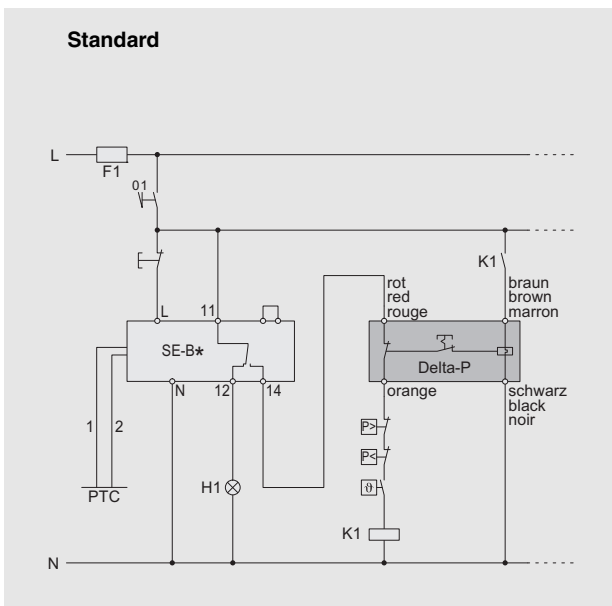 Standard
L
F1
01
K1
L
11
rot
red
rouge
braun
brown
marron
SE-B*
Delta-P
N
12
14
orange
schwarz
black
noir
1
2
P>
P<
PTC
H1
ϑ
K1
N